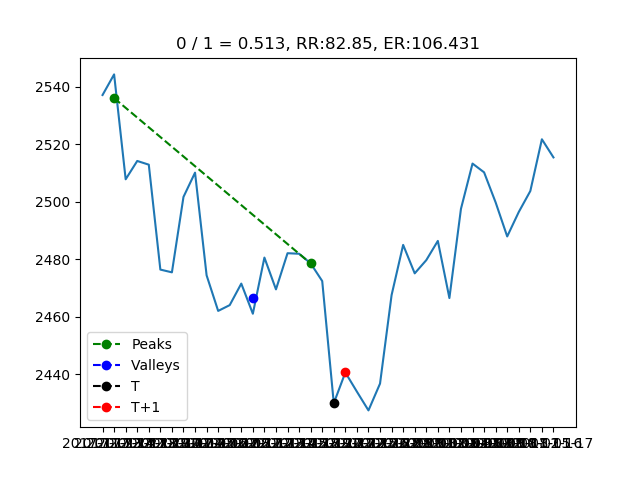 0 / 1 = 0.513, RR:82.85, ER:106.431
2540
2520
2500
2480
2460
2440
Peaks
Valleys
T
T+1